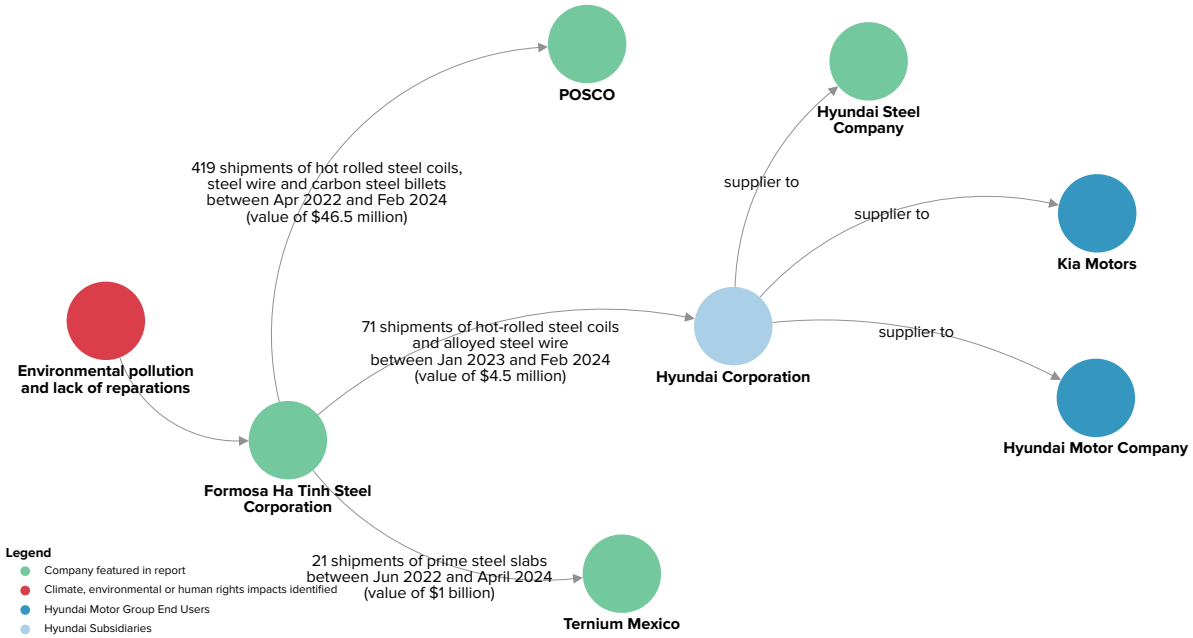 POSCO
Hyundai Steel
Company
419 shipments of hot rolled steel coils,
steel wire and carbon steel billets
between Apr 2022 and Feb 2024
(value of $46.5 million)
supplier to
supplier to
Kia Motors
71 shipments of hot-rolled steel coils
and alloyed steel wire
between Jan 2023 and Feb 2024
(value of $4.5 million)
supplier to
Environmental pollution
and lack of reparations
Hyundai Corporation
Hyundai Motor Company
Formosa Ha Tinh Steel
Corporation
21 shipments of prime steel slabs
between Jun 2022 and April 2024
(value of $1 billion)
Ternium Mexico
Legend
Company featured in report
Climate, environmental or human rights impacts identified
Hyundai Motor Group End Users
Hyundai Subsidiaries